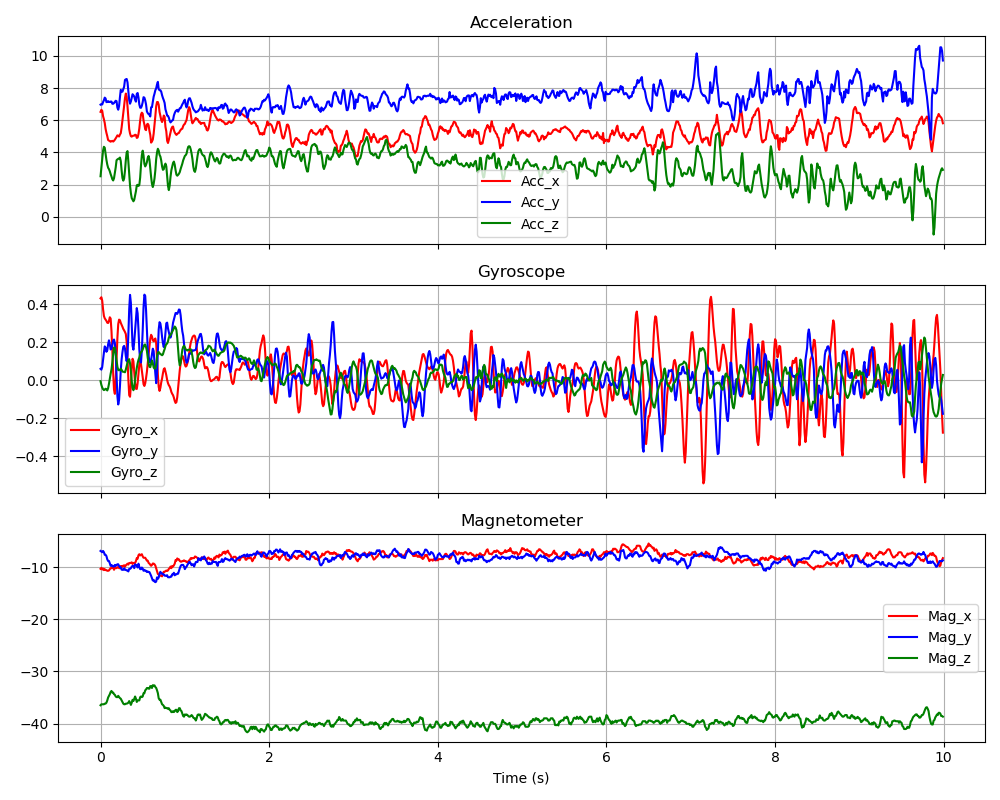 Acceleration
10
8
6
4
2
0
Acc_x
Acc_y
Acc_z
Gyroscope
0.4
0.2
0.0
−0.2
−0.4
Gyro_x
Gyro_y
Gyro_z
Magnetometer
−10
−20
−30
−40
Mag_x
Mag_y
Mag_z
0 2 4 6 8 10
Time (s)